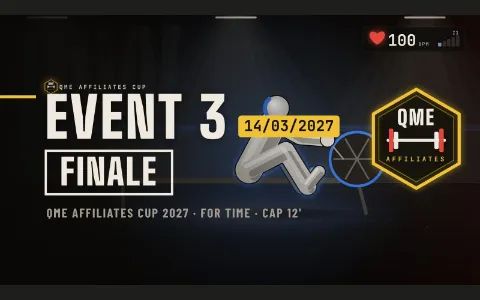 100 BPM
QME AFFILIATES CUP
EVENT 3
14/03/2027
FINALE
QME AFFILIATES CUP 2027 · FOR TIME · CAP 12'
QME
AFFILIATES